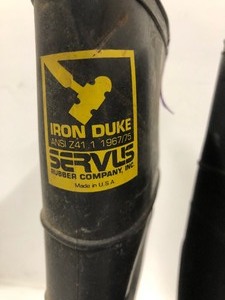 IRON DUKE
ANSI Z41.1 1967/75
SERVUS
RUBBER COMPANY, INC.
Made in U.S.A.